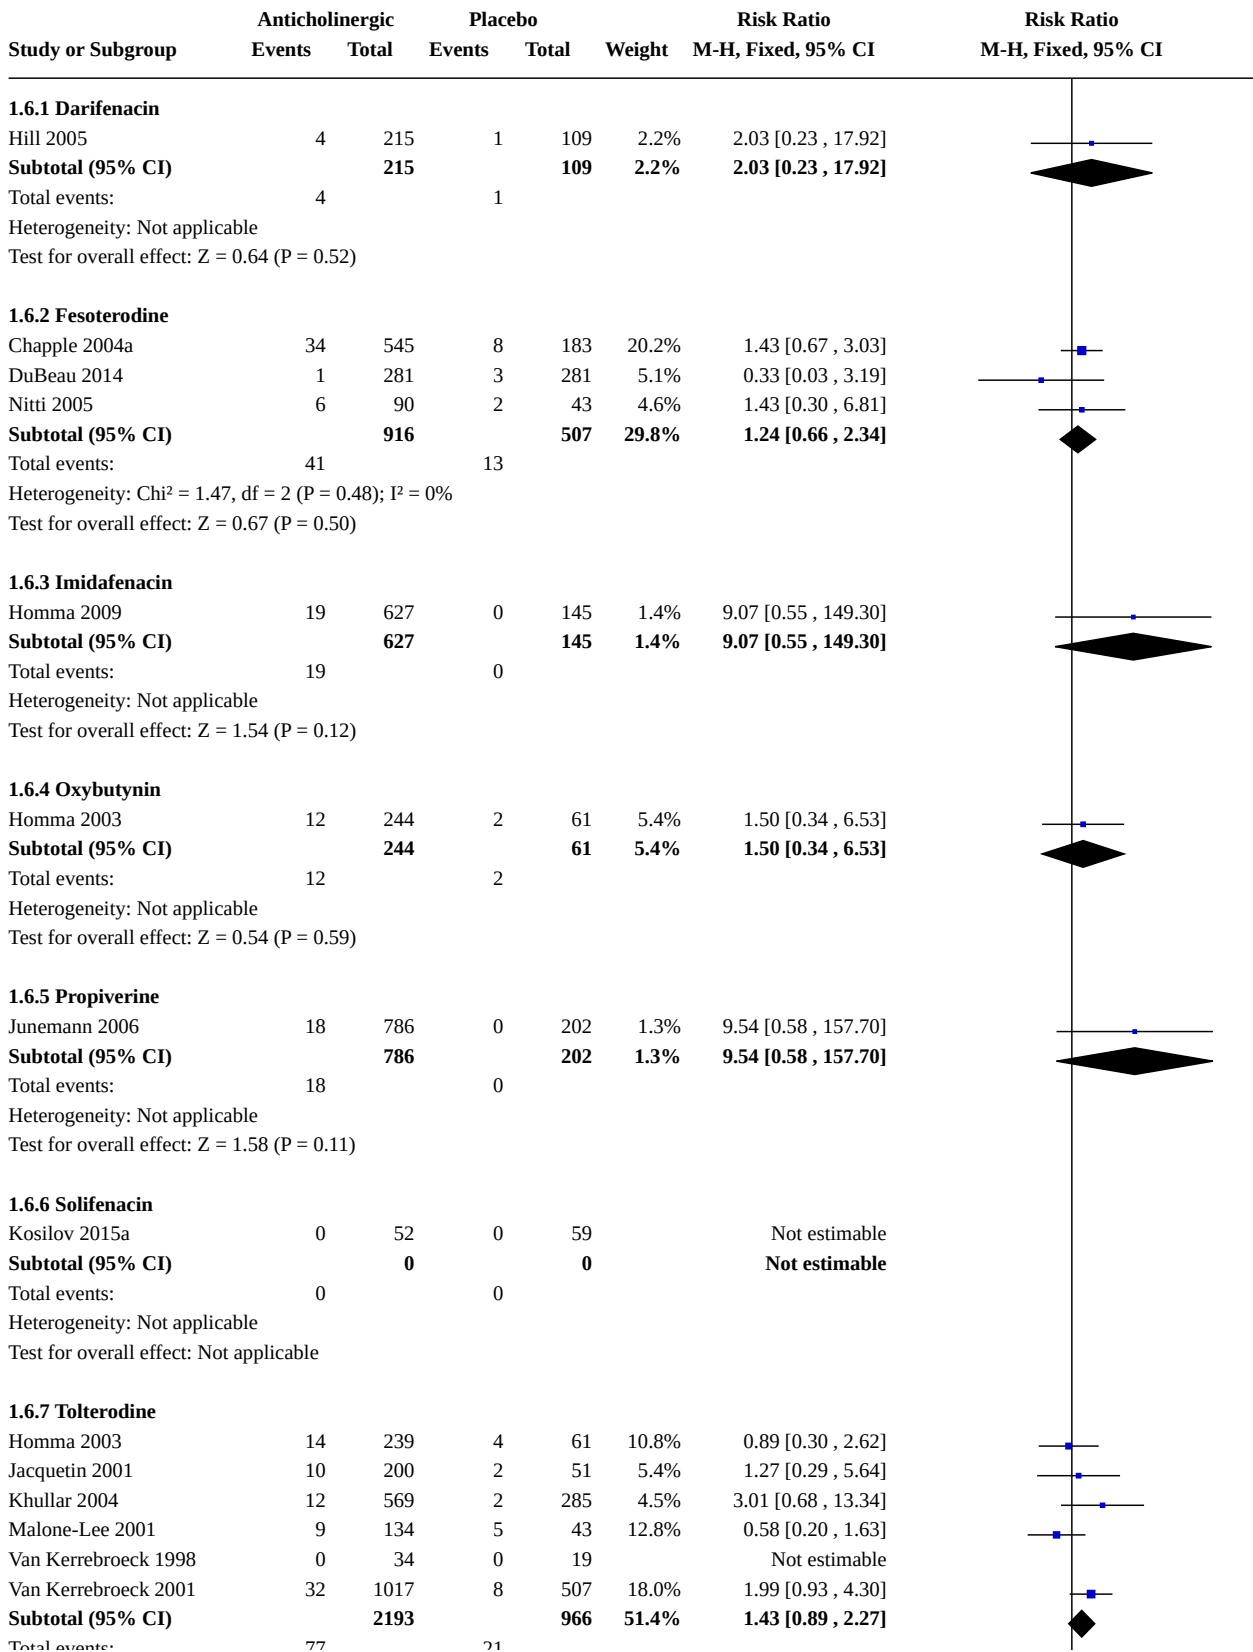 Anticholinergic Placebo Risk Ratio Risk Ratio
Study or Subgroup Events Total Events Total Weight M-H, Fixed, 95% CI M-H, Fixed, 95% CI
1.6.1 Darifenacin
Hill 2005 4 215 1 109 2.2% 2.03 [0.23 , 17.92]
Subtotal (95% CI) 215 109 2.2% 2.03 [0.23 , 17.92]
Total events: 4 1
Heterogeneity: Not applicable
Test for overall effect: Z = 0.64 (P = 0.52)
1.6.2 Fesoterodine
Chapple 2004a 34 545 8 183 20.2% 1.43 [0.67 , 3.03]
DuBeau 2014 1 281 3 281 5.1% 0.33 [0.03 , 3.19]
Nitti 2005 6 90 2 43 4.6% 1.43 [0.30 , 6.81]
Subtotal (95% CI) 916 507 29.8% 1.24 [0.66 , 2.34]
Total events: 41 13
Heterogeneity: Chi² = 1.47, df = 2 (P = 0.48); I² = 0%
Test for overall effect: Z = 0.67 (P = 0.50)
1.6.3 Imidafenacin
Homma 2009 19 627 0 145 1.4% 9.07 [0.55 , 149.30]
Subtotal (95% CI) 627 145 1.4% 9.07 [0.55 , 149.30]
Total events: 19 0
Heterogeneity: Not applicable
Test for overall effect: Z = 1.54 (P = 0.12)
1.6.4 Oxybutynin
Homma 2003 12 244 2 61 5.4% 1.50 [0.34 , 6.53]
Subtotal (95% CI) 244 61 5.4% 1.50 [0.34 , 6.53]
Total events: 12 2
Heterogeneity: Not applicable
Test for overall effect: Z = 0.54 (P = 0.59)
1.6.5 Propiverine
Junemann 2006 18 786 0 202 1.3% 9.54 [0.58 , 157.70]
Subtotal (95% CI) 786 202 1.3% 9.54 [0.58 , 157.70]
Total events: 18 0
Heterogeneity: Not applicable
Test for overall effect: Z = 1.58 (P = 0.11)
1.6.6 Solifenacin
Kosilov 2015a 0 52 0 59 Not estimable
Subtotal (95% CI) 0 0 Not estimable
Total events: 0 0
Heterogeneity: Not applicable
Test for overall effect: Not applicable
1.6.7 Tolterodine
Homma 2003 14 239 4 61 10.8% 0.89 [0.30 , 2.62]
Jacquetin 2001 10 200 2 51 5.4% 1.27 [0.29 , 5.64]
Khullar 2004 12 569 2 285 4.5% 3.01 [0.68 , 13.34]
Malone-Lee 2001 9 134 5 43 12.8% 0.58 [0.20 , 1.63]
Van Kerrebroeck 1998 0 34 0 19 Not estimable
Van Kerrebroeck 2001 32 1017 8 507 18.0% 1.99 [0.93 , 4.30]
Subtotal (95% CI) 2193 966 51.4% 1.43 [0.89 , 2.27]
Total events: 77 21